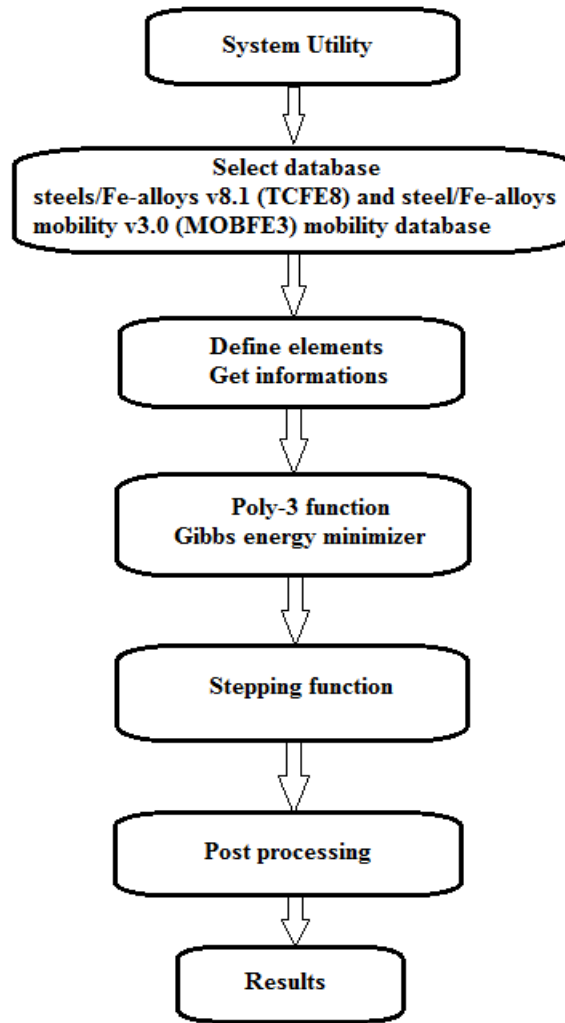 System Utility
Select database
steels/Fe-alloys v8.1 (TCFE8) and steel/Fe-alloys
mobility v3.0 (MOBFE3) mobility database
Define elements
Get informations
Poly-3 function
Gibbs energy minimizer
Stepping function
Post processing
Results